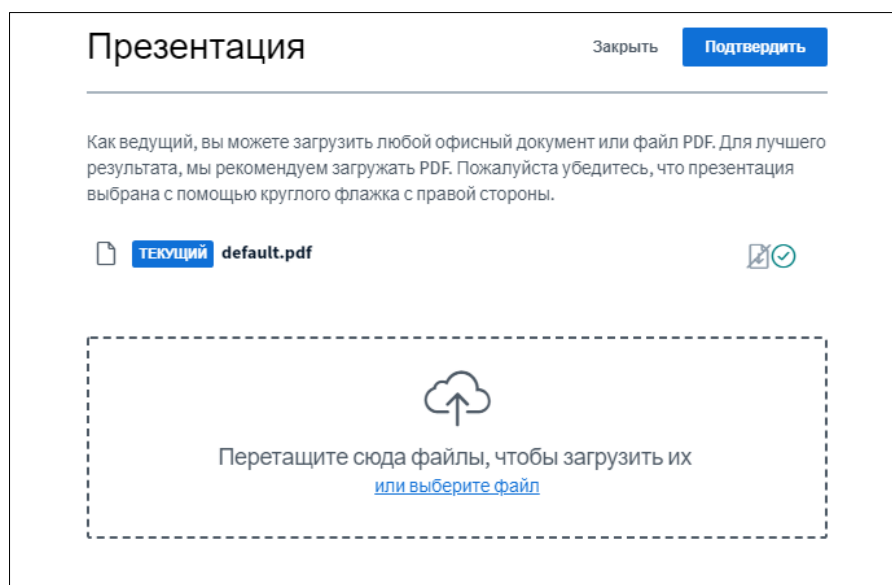 Презентация
Закрыть
Подтвердить
Как ведущий, вы можете загрузить любой офисный документ или файл PDF. Для лучшего
результата, мы рекомендуем загружать PDF. Пожалуйста убедитесь, что презентация
выбрана с помощью круглого флажка с правой стороны.
ТЕКУЩИЙ default.pdf
Перетащите сюда файлы, чтобы загрузить их
или выберите файл